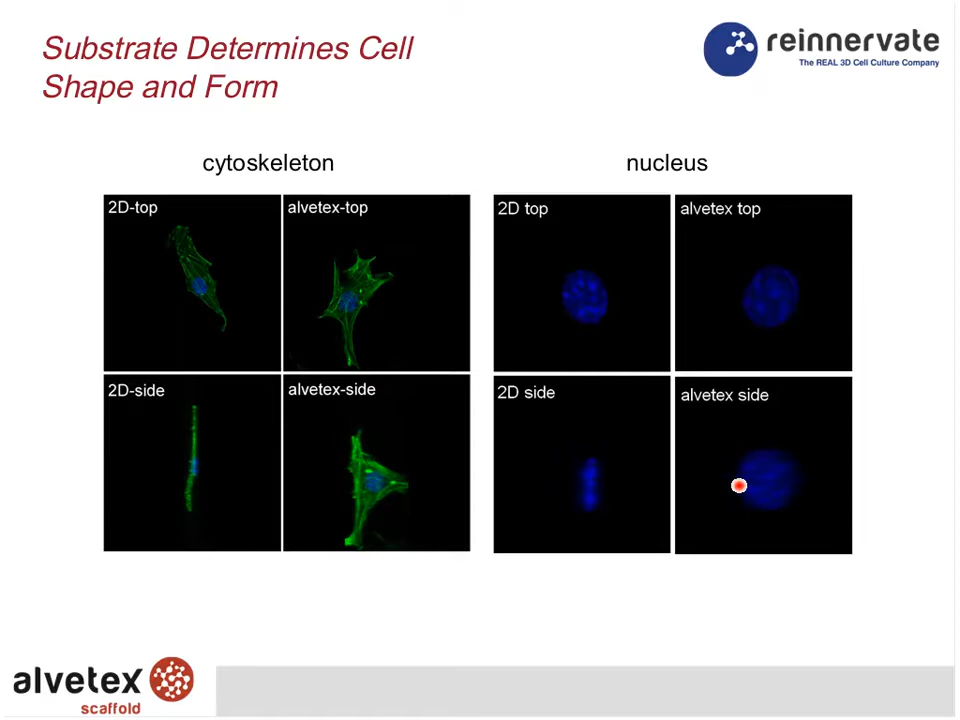 Substrate Determines Cell
Shape and Form
reinnervate
The REAL 3D Cell Culture Company
cytoskeleton
nucleus
2D-top
alvetex-top
2D top
alvetex top
2D-side
alvetex-side
2D side
alvetex side
alvetex
scaffold